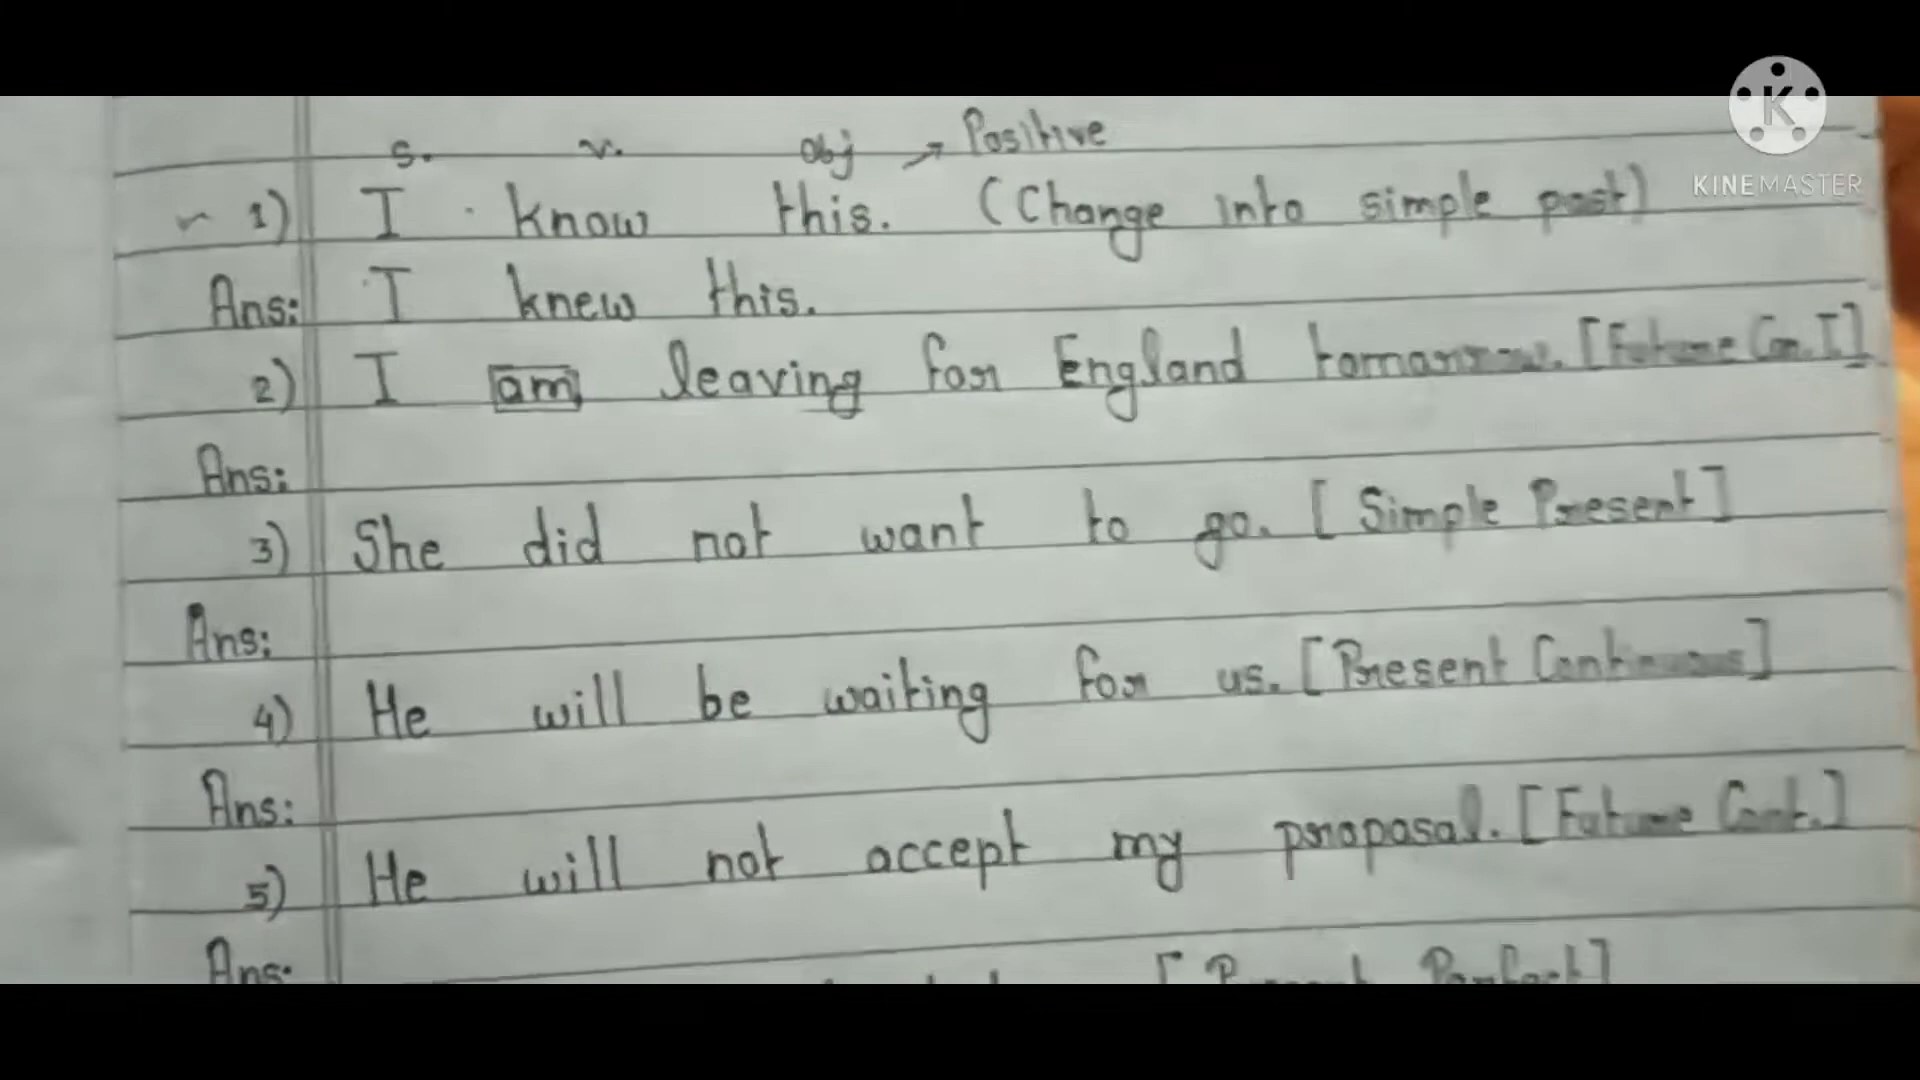 s. v. obj → Positive
1) I know this. (Change into simple past)
Ans: I knew this.
2) I am leaving for England tomorrow. [Future Con.T]
Ans:
3) She did not want to go. [Simple Present]
Ans:
4) He will be waiting for us. [Present Continuous]
Ans:
5) He will not accept my proposal. [Future Cont.]
Ans:
KINEMASTER